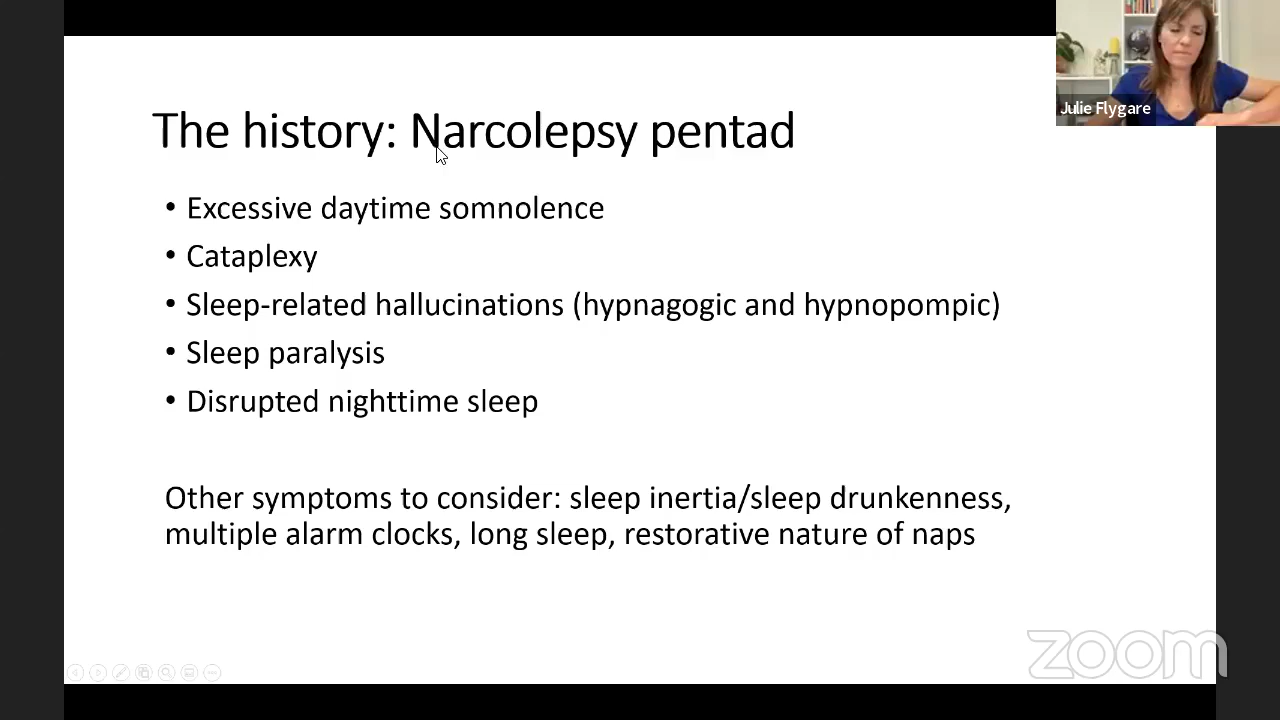 Julie Flygare
The history: Narcolepsy pentad
• Excessive daytime somnolence
• Cataplexy
• Sleep-related hallucinations (hypnagogic and hypnopompic)
• Sleep paralysis
• Disrupted nighttime sleep
Other symptoms to consider: sleep inertia/sleep drunkenness,
multiple alarm clocks, long sleep, restorative nature of naps
zoom